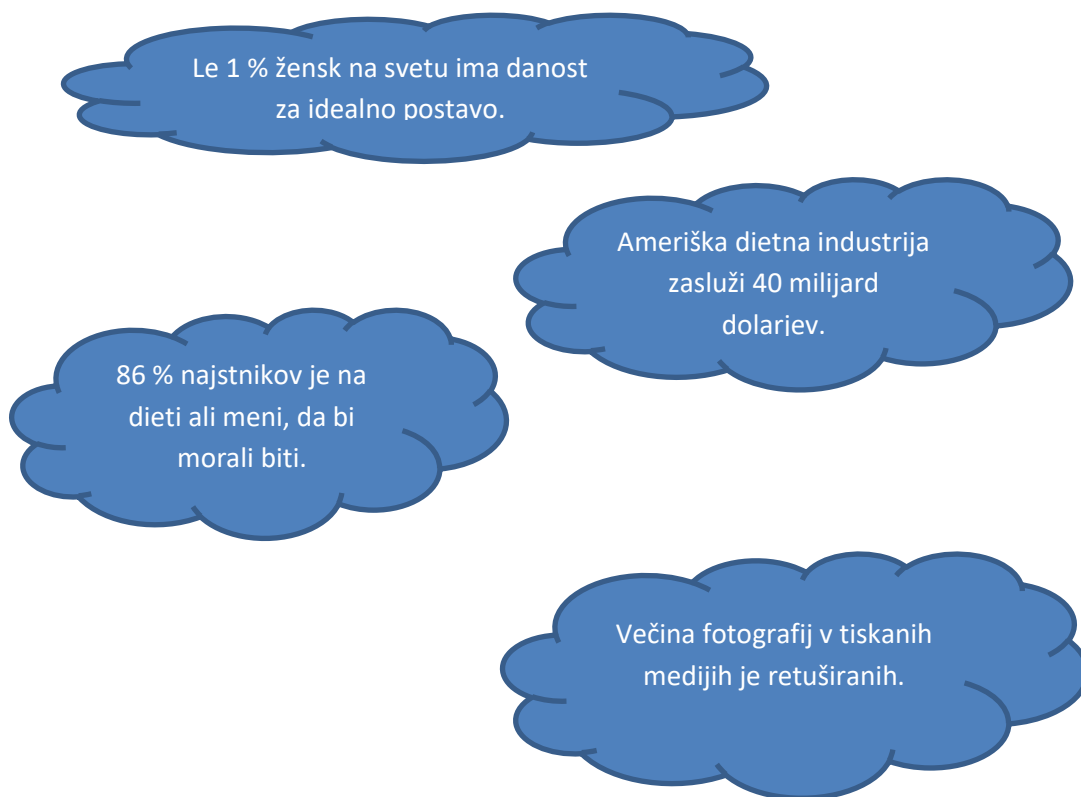 Le 1 % žensk na svetu ima danost
za idealno postavo.
Ameriška dietna industrija
zasluži 40 milijard
dolarjev.
86 % najstnikov je na
dieti ali meni, da bi
morali biti.
Večina fotografij v tiskanih
medijih je retuširanih.